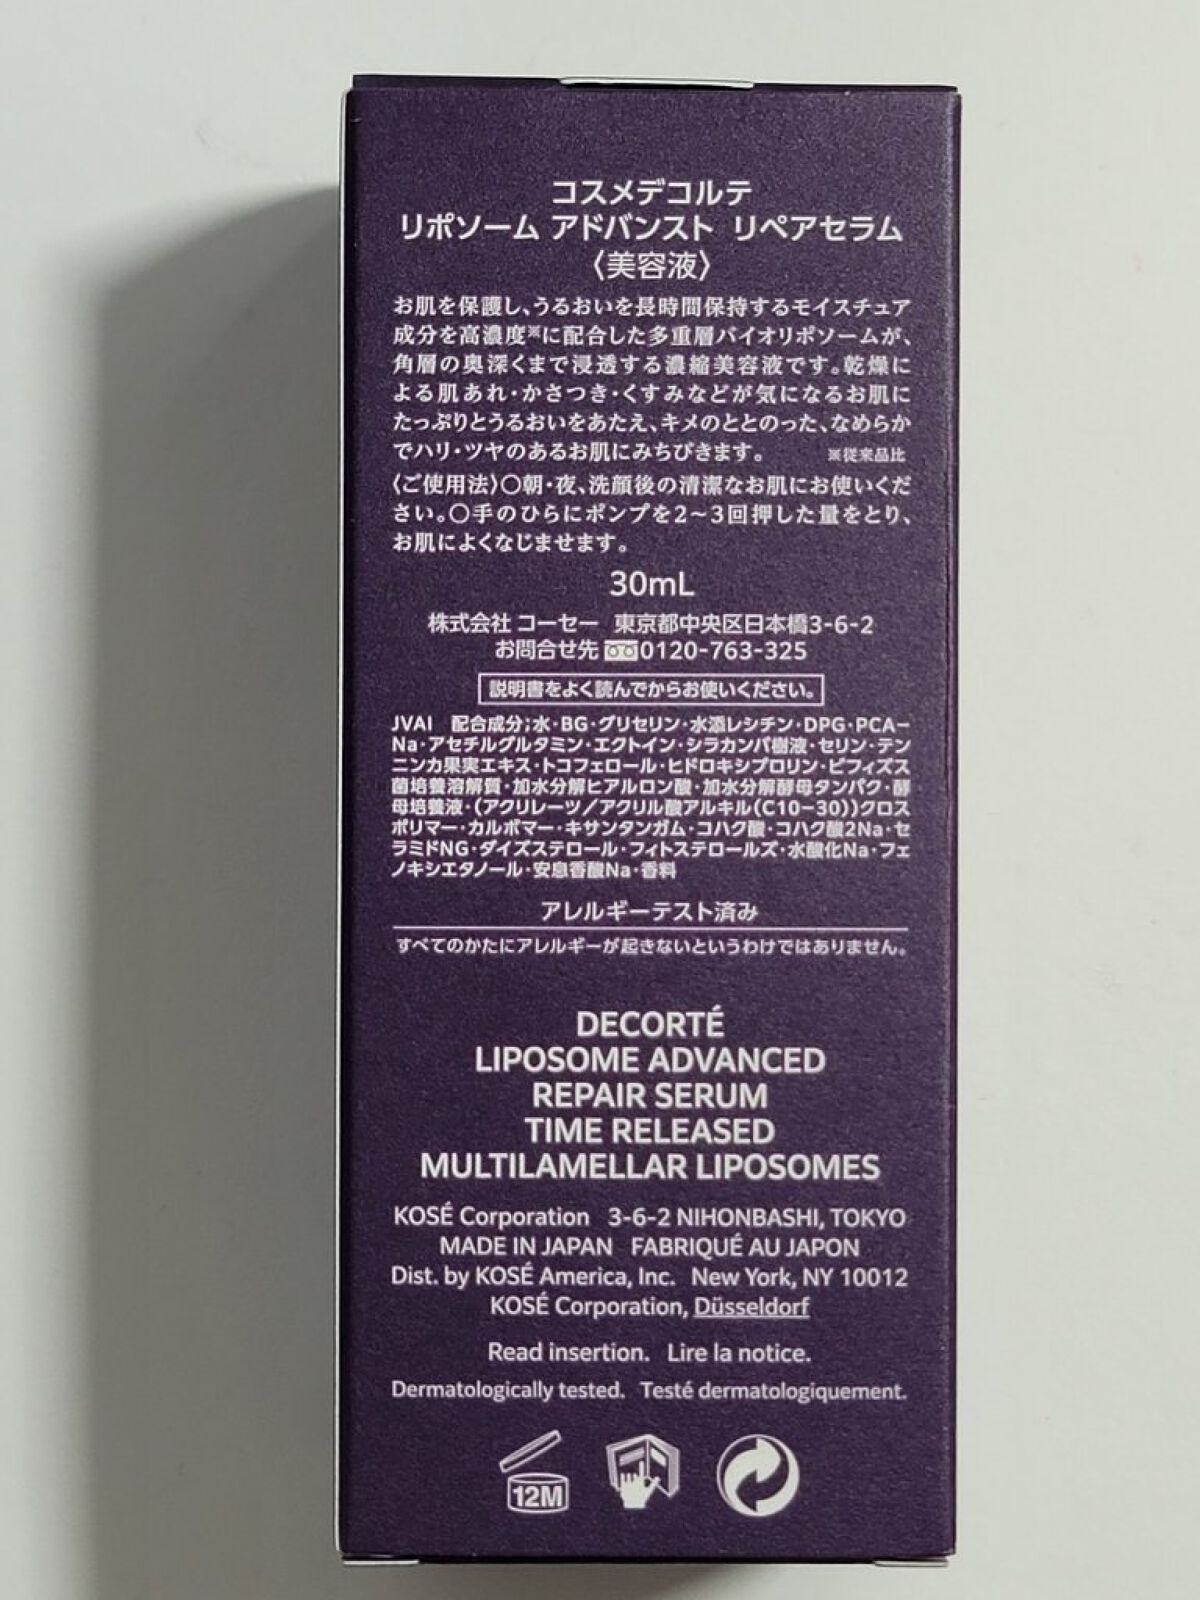 コスメデコルテ
リポソーム アドバンスト リペアセラム
〈美容液〉
お肌を保護し、うるおいを長時間保持するモイスチュア
成分を高濃度※に配合した多重層バイオリポソームが、
角層の奥深くまで浸透する濃縮美容液です。乾燥に
よる肌あれ・かさつき・くすみなどが気になるお肌に
たっぷりとうるおいをあたえ、キメのととのった、なめらか
でハリ・ツヤのあるお肌にみちびきます。 ※従来品比
〈ご使用法〉○朝・夜、洗顔後の清潔なお肌にお使いくだ
さい。○手のひらにポンプを2～3回押した量をとり、
お肌によくなじませます。
30mL
株式会社 コーセー 東京都中央区日本橋3-6-2
お問合せ先 0120-763-325
説明書をよく読んでからお使いください。
JVAI 配合成分；水・BG・グリセリン・水添レシチン・DPG・PCA-
Na・アセチルグルタミン・エクトイン・シラカンバ樹液・セリン・テン
ニンカ果実エキス・トコフェロール・ヒドロキシプロリン・ビフィズス
菌培養溶解質・加水分解ヒアルロン酸・加水分解酵母タンパク・酵
母培養液・(アクリレーツ／アクリル酸アルキル(C10-30))クロス
ポリマー・カルボマー・キサンタンガム・コハク酸・コハク酸2Na・セ
ラミドNG・ダイズステロール・フィトステロールズ・水酸化Na・フェ
ノキシエタノール・安息香酸Na・香料
アレルギーテスト済み
すべてのかたにアレルギーが起きないというわけではありません。
DECORTÉ
LIPOSOME ADVANCED
REPAIR SERUM
TIME RELEASED
MULTILAMELLAR LIPOSOMES
KOSÉ Corporation 3-6-2 NIHONBASHI, TOKYO
MADE IN JAPAN FABRIQUÉ AU JAPON
Dist. by KOSÉ America, Inc. New York, NY 10012
KOSÉ Corporation, Düsseldorf
Read insertion. Lire la notice.
Dermatologically tested. Testé dermatologiquement.
12M